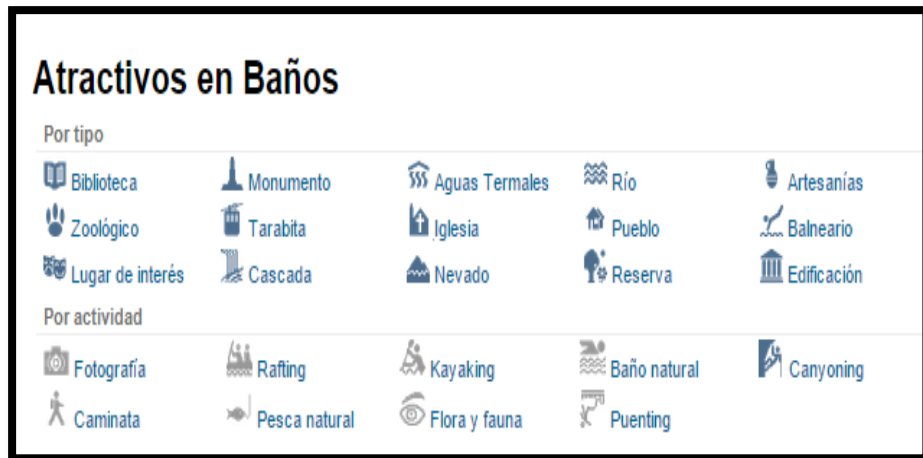 Atractivos en Baños
Por tipo
Biblioteca Monumento Aguas Termales Río Artesanías
Zoológico Tarabita Iglesia Pueblo Balneario
Lugar de interés Cascada Nevado Reserva Edificación
Por actividad
Fotografía Rafting Kayaking Baño natural Canyoning
Caminata Pesca natural Flora y fauna Puenting